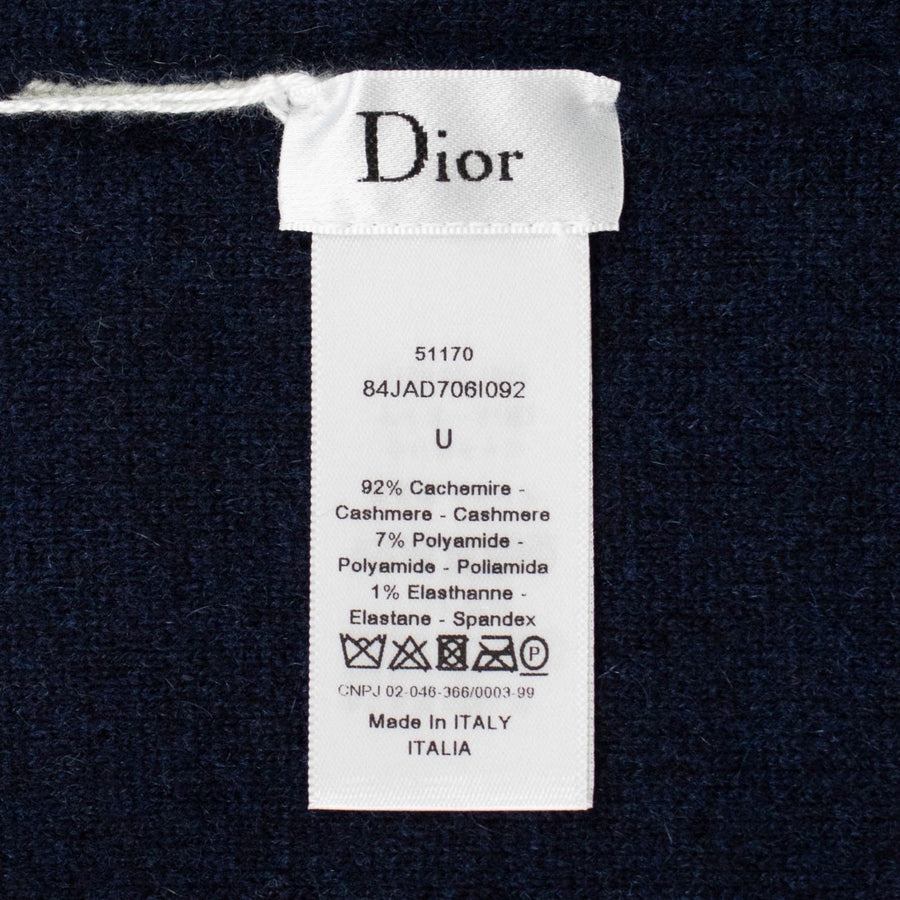 Dior
51170
84JAD706I092
U
92% Cachemire -
Cashmere - Cashmere
7% Polyamide -
Polyamide - Poliamida
1% Elasthanne -
Elastane - Spandex
P
CNPJ 02-046-366/0003-99
Made In ITALY
ITALIA